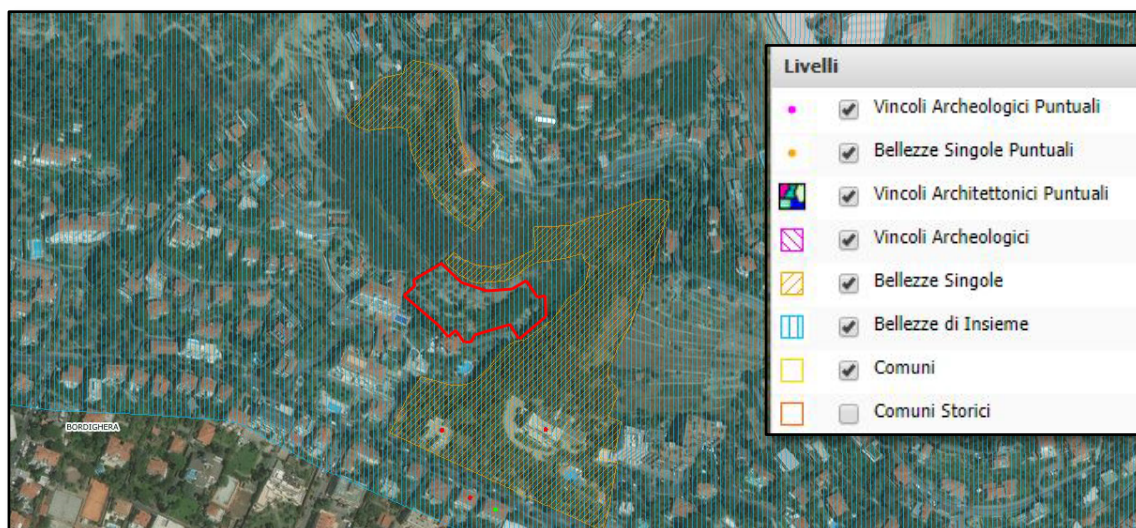 Livelli
Vincoli Archeologici Puntuali
Bellezze Singole Puntuali
Vincoli Architettonici Puntuali
Vincoli Archeologici
Bellezze Singole
Bellezze di Insieme
Comuni
Comuni Storici
BORDIGHERA